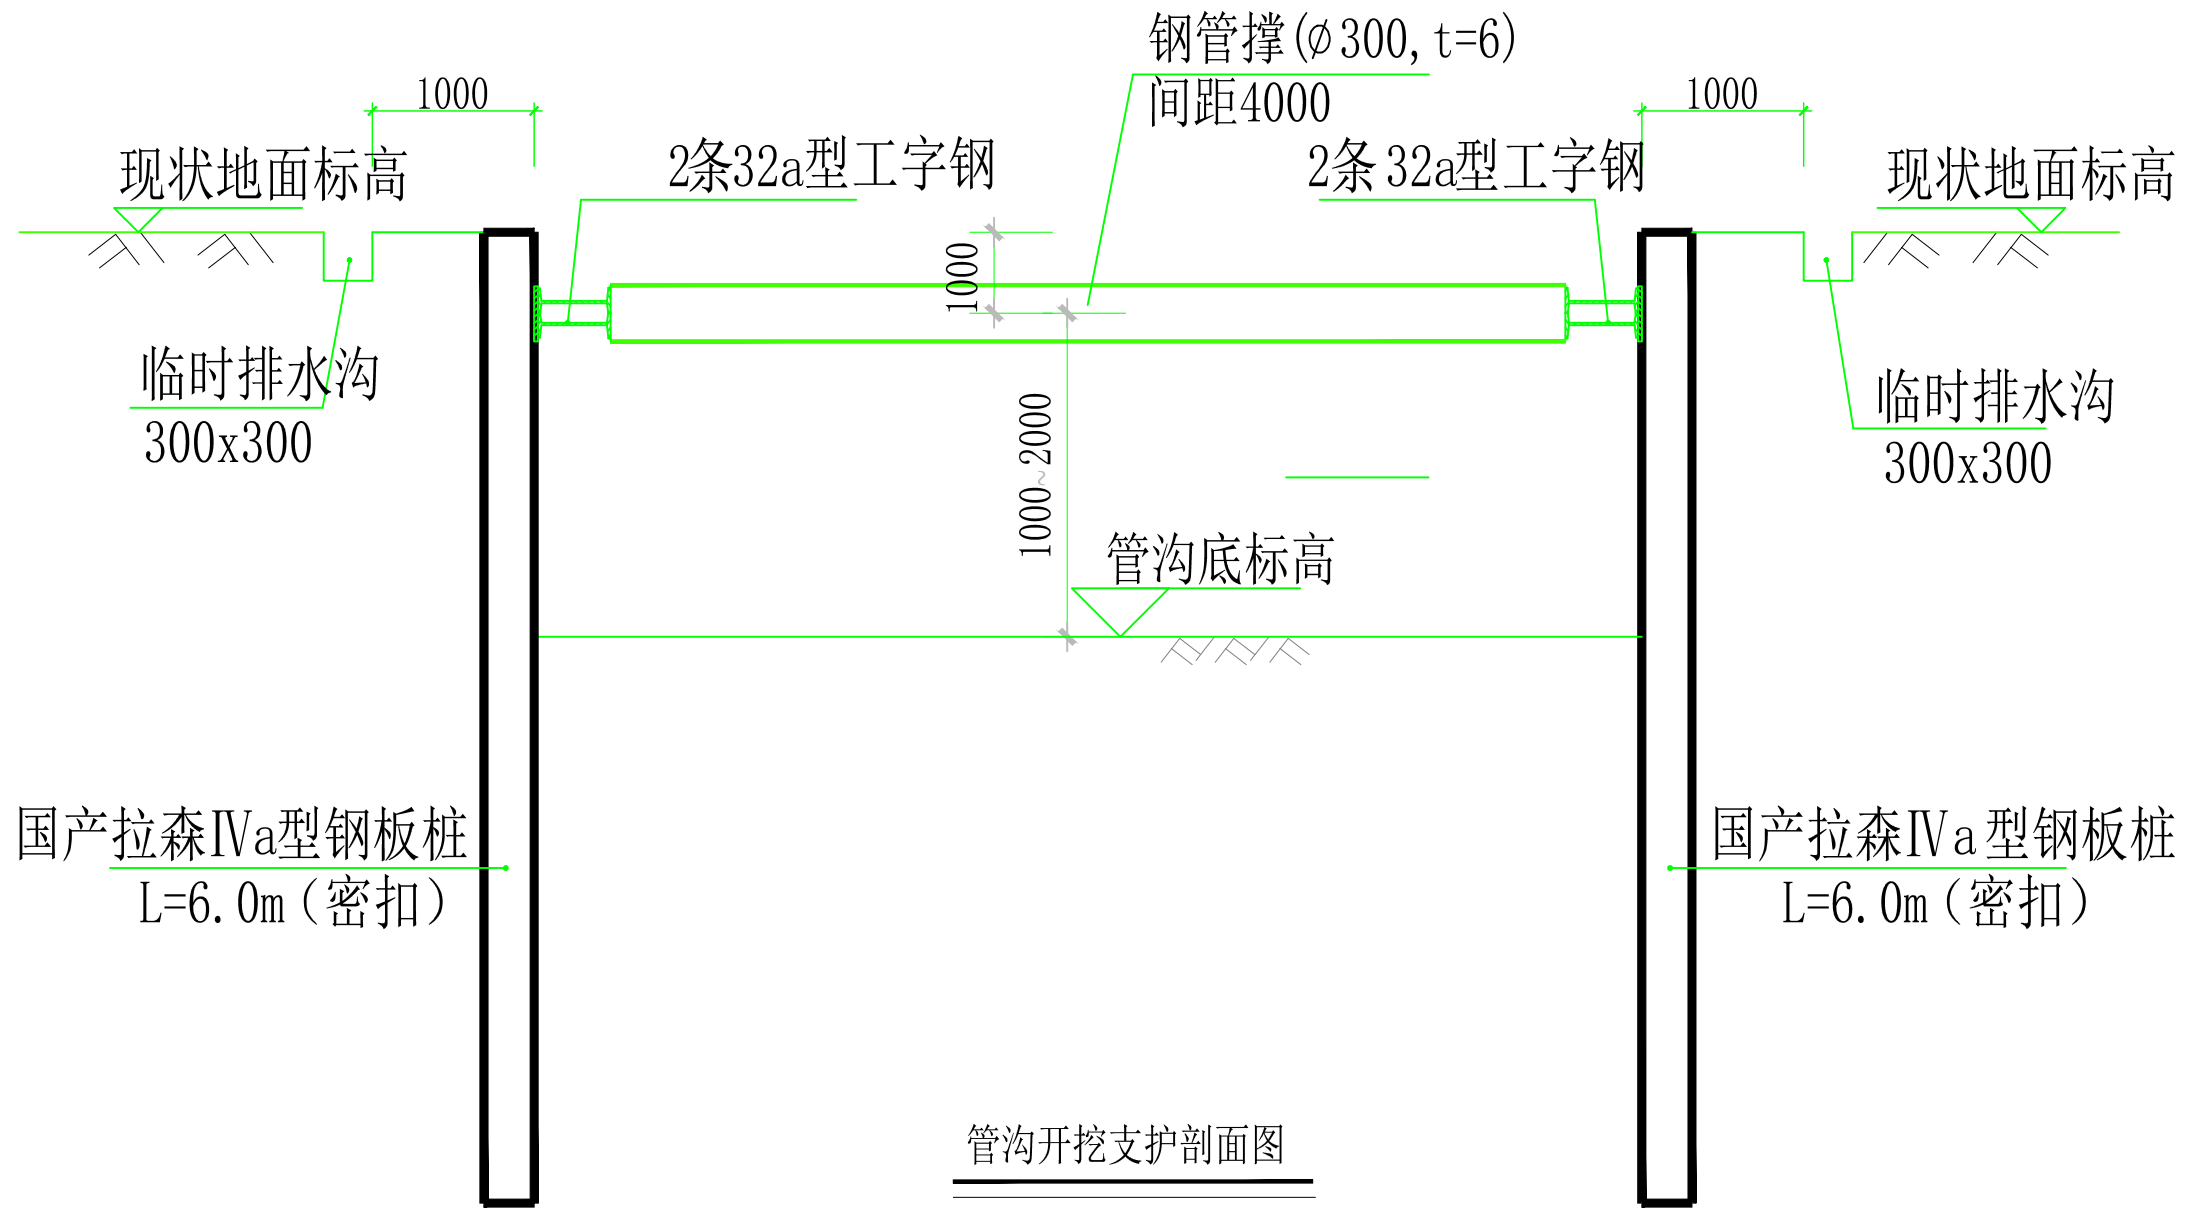 钢管撑(φ300, t=6)
间距4000
1000
1000
现状地面标高
2条32a型工字钢
2条 32a型工字钢
现状地面标高
1000
临时排水沟
300x300
临时排水沟
300x300
1000~2000
管沟底标高
国产拉森Ⅳa型钢板桩
L=6.0m(密扣)
国产拉森Ⅳa型钢板桩
L=6.0m(密扣)
管沟开挖支护剖面图